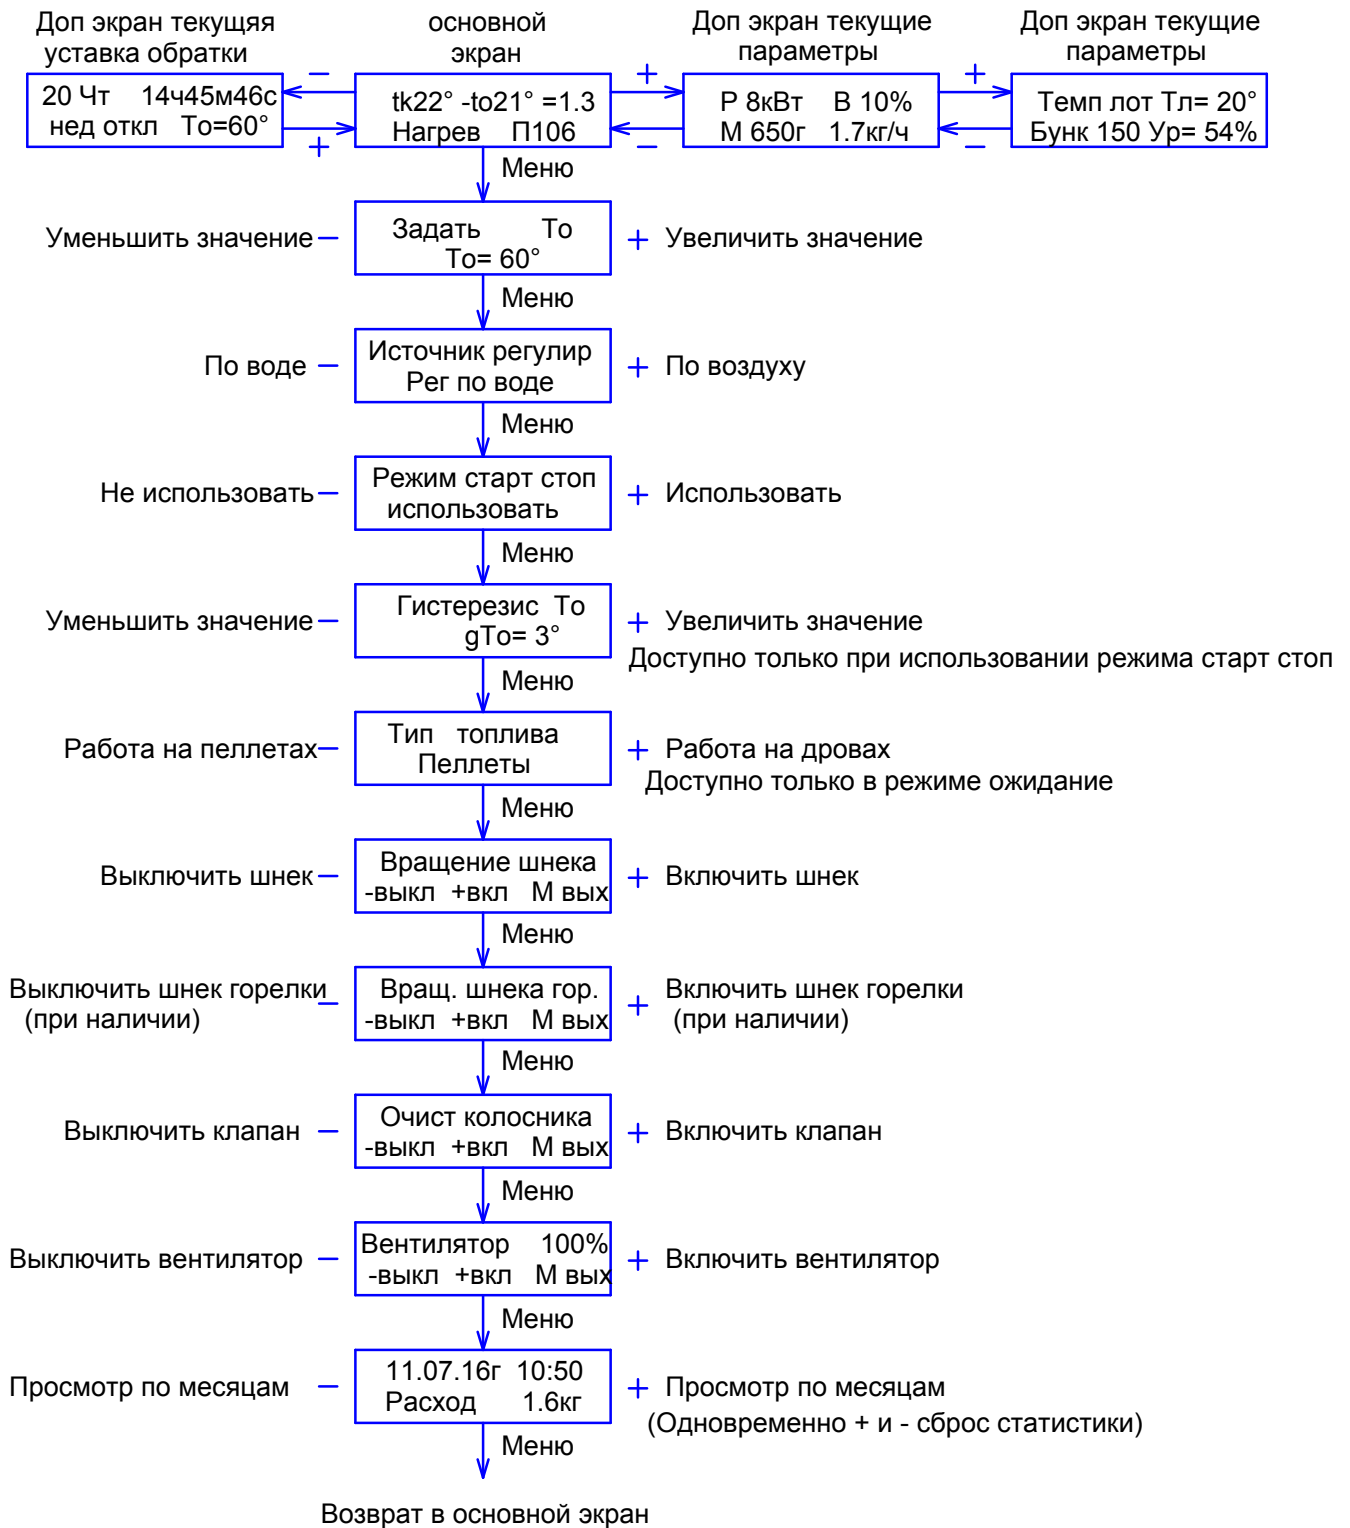 Доп экран текущяя
уставка обратки
основной
экран
Доп экран текущие
параметры
Доп экран текущие
параметры
−
+
+
20 Чт 14ч45м46с
нед откл То=60°
tk22° -to21° =1.3
Нагрев П106
Р 8кВт В 10%
М 650г 1.7кг/ч
Темп лот Тл= 20°
Бунк 150 Ур= 54%
+
−
−
Меню
Уменьшить значение −
Задать То
То= 60°
+ Увеличить значение
Меню
По воде −
Источник регулир
Рег по воде
+ По воздуху
Меню
Не использовать −
Режим старт стоп
использовать
+ Использовать
Меню
Уменьшить значение −
Гистерезис То
gTo= 3°
+ Увеличить значение
Доступно только при использовании режима старт стоп
Меню
Работа на пеллетах −
Тип топлива
Пеллеты
+ Работа на дровах
Доступно только в режиме ожидание
Меню
Выключить шнек −
Вращение шнека
-выкл +вкл М вых
+ Включить шнек
Меню
Выключить шнек горелки −
(при наличии)
Вращ. шнека гор.
-выкл +вкл М вых
+ Включить шнек горелки
(при наличии)
Меню
Выключить клапан −
Очист колосника
-выкл +вкл М вых
+ Включить клапан
Меню
Выключить вентилятор −
Вентилятор 100%
-выкл +вкл М вых
+ Включить вентилятор
Меню
Просмотр по месяцам −
11.07.16г 10:50
Расход 1.6кг
+ Просмотр по месяцам
(Одновременно + и - сброс статистики)
Меню
Возврат в основной экран